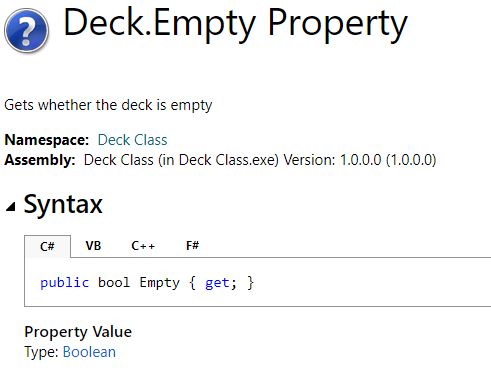 Deck.Empty Property
Gets whether the deck is empty
Namespace: Deck Class
Assembly: Deck Class (in Deck Class.exe) Version: 1.0.0.0 (1.0.0.0)
Syntax
C# VB C++ F#
public bool Empty { get; }
Property Value
Type: Boolean